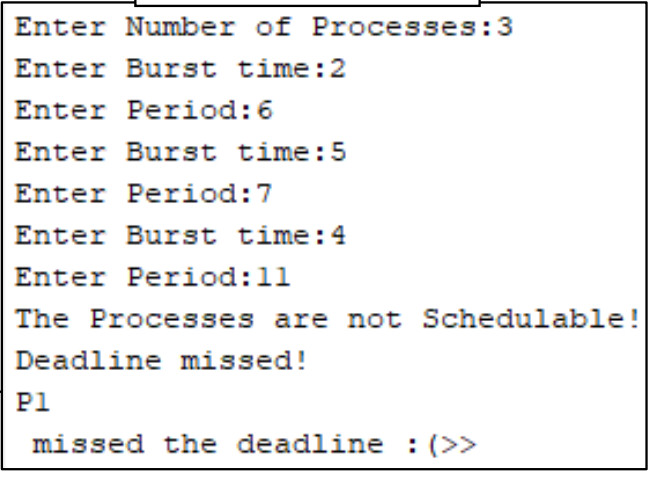 Enter Number of Processes:3
Enter Burst time:2
Enter Period:6
Enter Burst time:5
Enter Period:7
Enter Burst time:4
Enter Period:11
The Processes are not Schedulable!
Deadline missed!
P1
missed the deadline :(>>